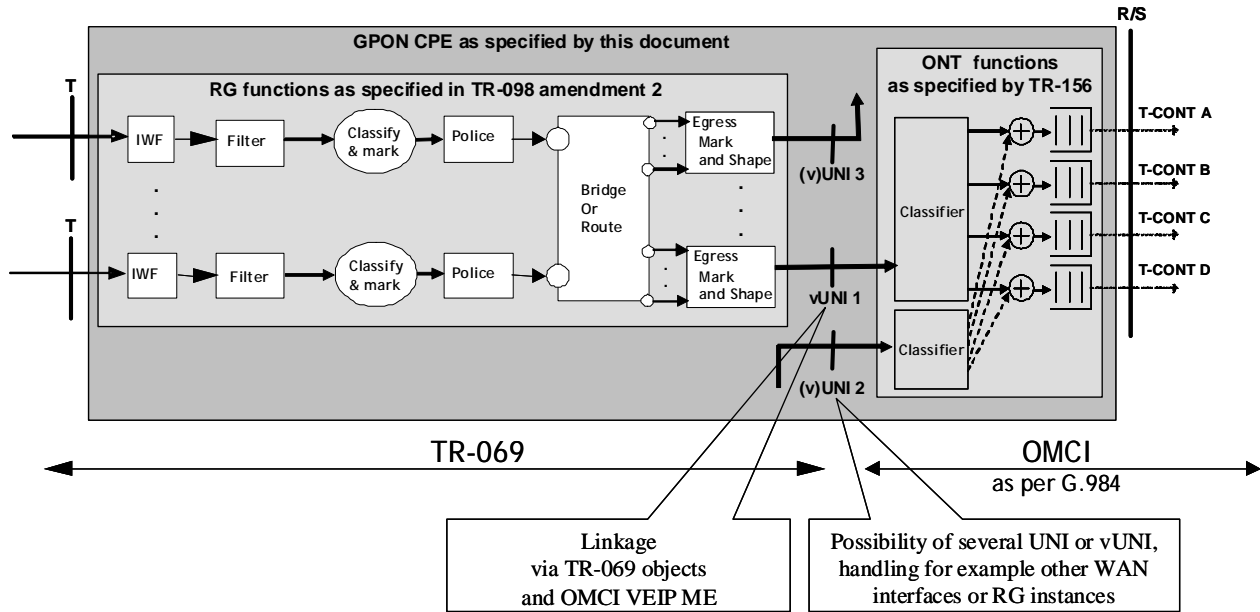 R/S
GPON CPE as specified by this document
T
RG functions as specified in TR-098 amendment 2
ONT functions
as specified by TR-156
IWF
Filter
Classify
& mark
Police
Egress
Mark
and Shape
(v)UNI 3
T-CONT A
T-CONT B
T-CONT C
T-CONT D
Bridge
Or
Route
Classifier
T
IWF
Filter
Classify
& mark
Police
Egress
Mark
and Shape
vUNI 1
Classifier
(v)UNI 2
TR-069
OMCI
as per G.984
Linkage
via TR-069 objects
and OMCI VEIP ME
Possibility of several UNI or vUNI,
handling for example other WAN
interfaces or RG instances